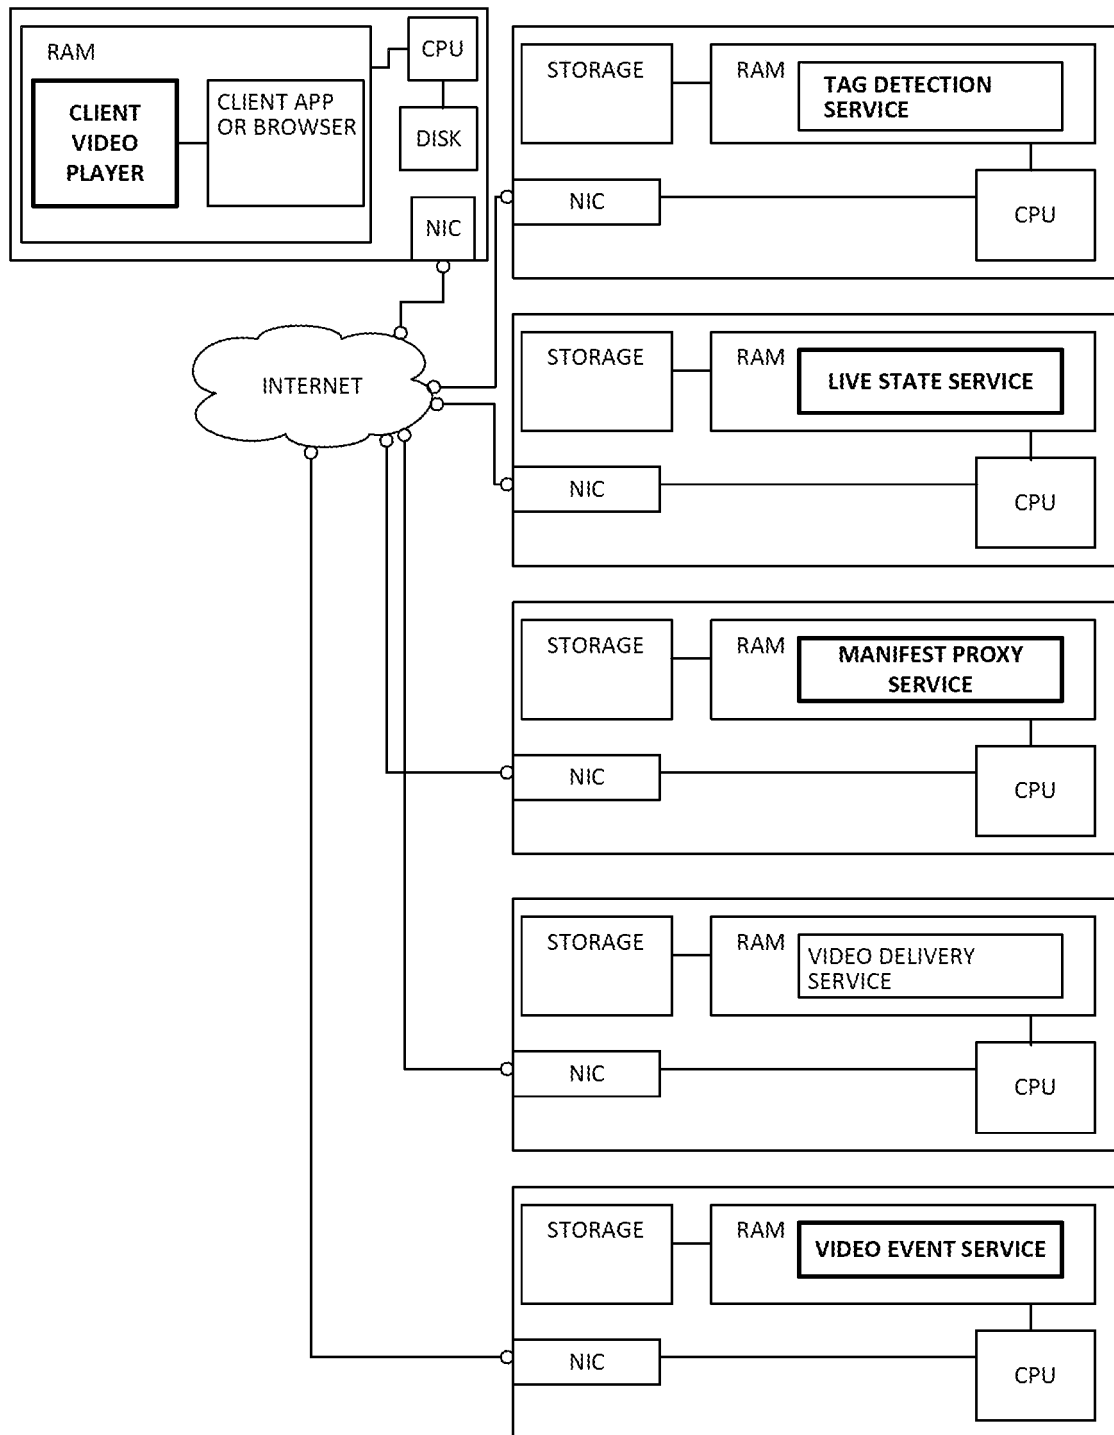 RAM
CPU
CLIENT
VIDEO
PLAYER
CLIENT APP
OR BROWSER
DISK
NIC
INTERNET
STORAGE
RAM
TAG DETECTION
SERVICE
NIC
CPU
STORAGE
RAM
LIVE STATE SERVICE
NIC
CPU
STORAGE
RAM
MANIFEST PROXY
SERVICE
NIC
CPU
STORAGE
RAM
VIDEO DELIVERY
SERVICE
NIC
CPU
STORAGE
RAM
VIDEO EVENT SERVICE
NIC
CPU